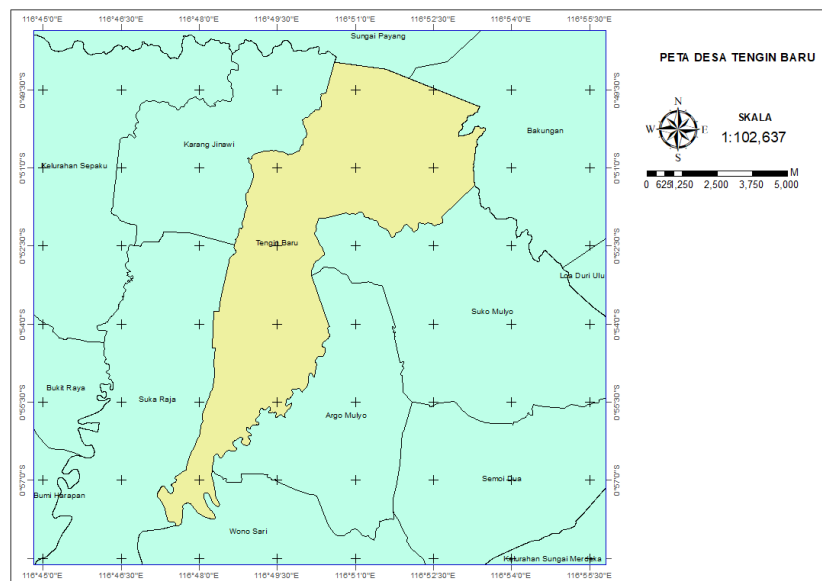 116°45'0"E 116°46'30"E 116°48'0"E 116°49'30"E 116°51'0"E 116°52'30"E 116°54'0"E 116°55'30"E
Sungai Payang
PETA DESA TENGIN BARU
0°49'30"S 0°49'30"S
N
SKALA
W E
1:102,637
S
Bakungan
Karang Jinawi
Kelurahan Sepaku
0°51'0"S 0°51'0"S
M
0 625 1,250 2,500 3,750 5,000
Tengin Baru
0°52'30"S 0°52'30"S
Loa Duri Ulu
Suko Mulyo
0°54'0"S 0°54'0"S
Bukit Raya
Suka Raja
0°55'30"S 0°55'30"S
Argo Mulyo
Semoi Dua
0°57'0"S 0°57'0"S
Bumi Harapan
Wono Sari
Kelurahan Sungai Merdeka
116°45'0"E 116°46'30"E 116°48'0"E 116°49'30"E 116°51'0"E 116°52'30"E 116°54'0"E 116°55'30"E